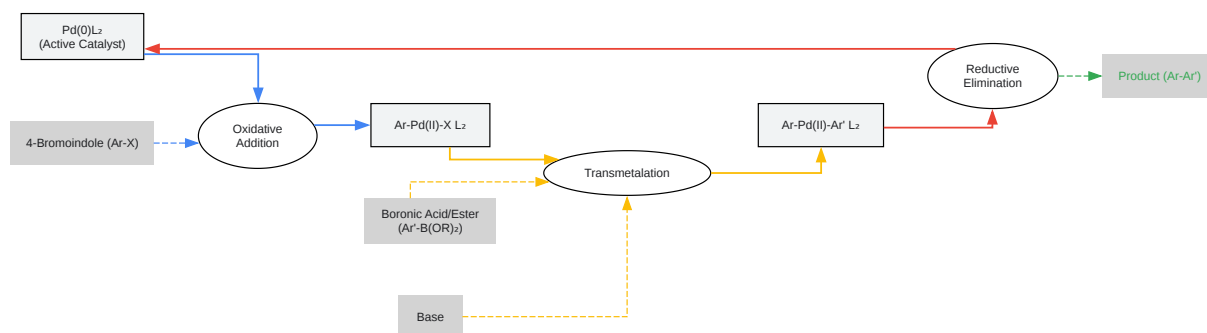 Pd(0)L₂
(Active Catalyst)
Reductive
Elimination
Product (Ar-Ar')
4-Bromoindole (Ar-X)
Oxidative
Addition
Ar-Pd(II)-X L₂
Ar-Pd(II)-Ar' L₂
Transmetalation
Boronic Acid/Ester
(Ar'-B(OR)₂)
Base